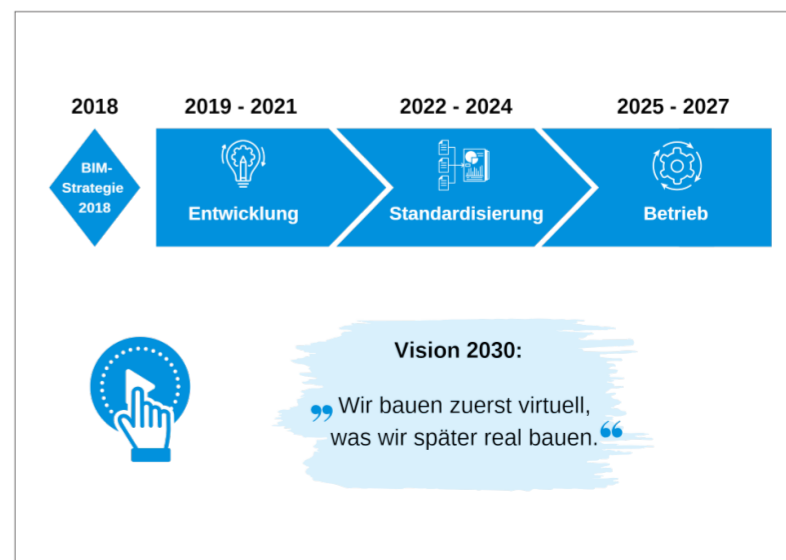 2018
2019 - 2021
2022 - 2024
2025 - 2027
BIM-
Strategie
2018
Entwicklung
Standardisierung
Betrieb
Vision 2030:
❟❟ Wir bauen zuerst virtuell,
was wir später real bauen.❛❛